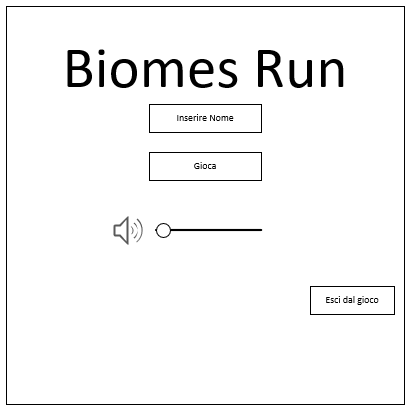 Biomes Run
Inserire Nome
Gioca
Esci dal gioco